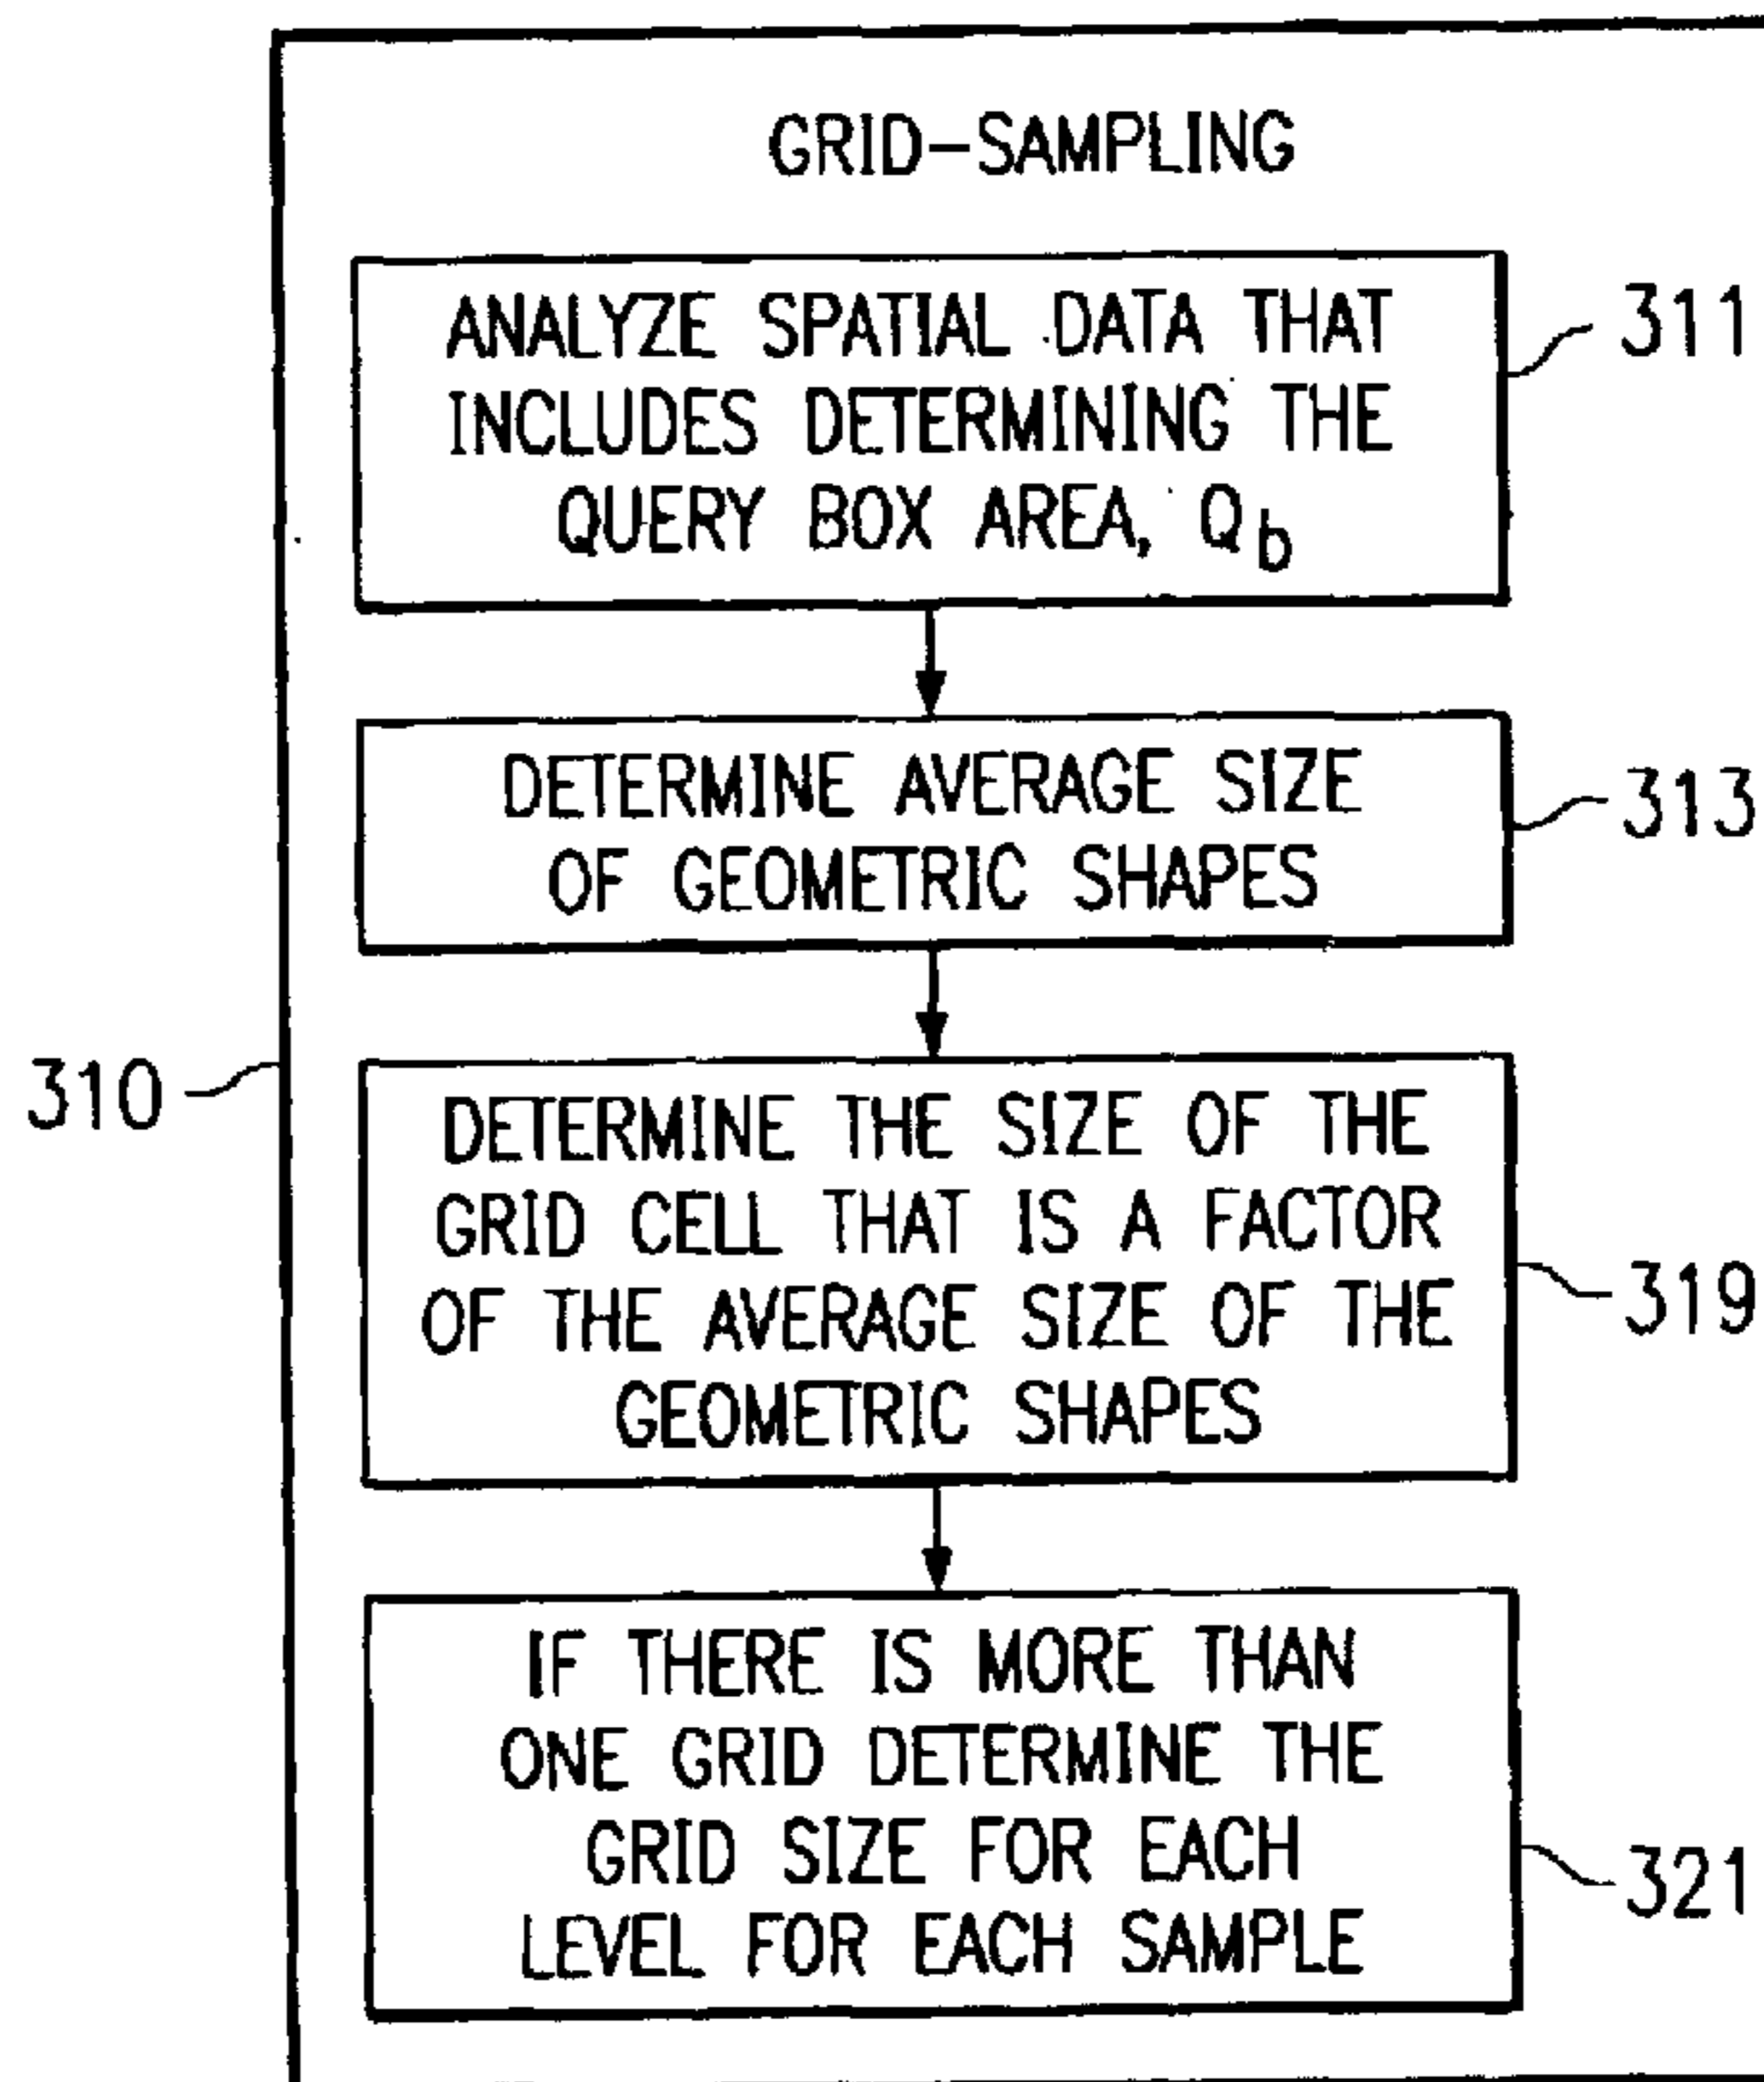 GRID-SAMPLING
ANALYZE SPATIAL DATA THAT
INCLUDES DETERMINING THE
QUERY BOX AREA, Qb
311
DETERMINE AVERAGE SIZE
OF GEOMETRIC SHAPES
313
310
DETERMINE THE SIZE OF THE
GRID CELL THAT IS A FACTOR
OF THE AVERAGE SIZE OF THE
GEOMETRIC SHAPES
319
IF THERE IS MORE THAN
ONE GRID DETERMINE THE
GRID SIZE FOR EACH
LEVEL FOR EACH SAMPLE
321